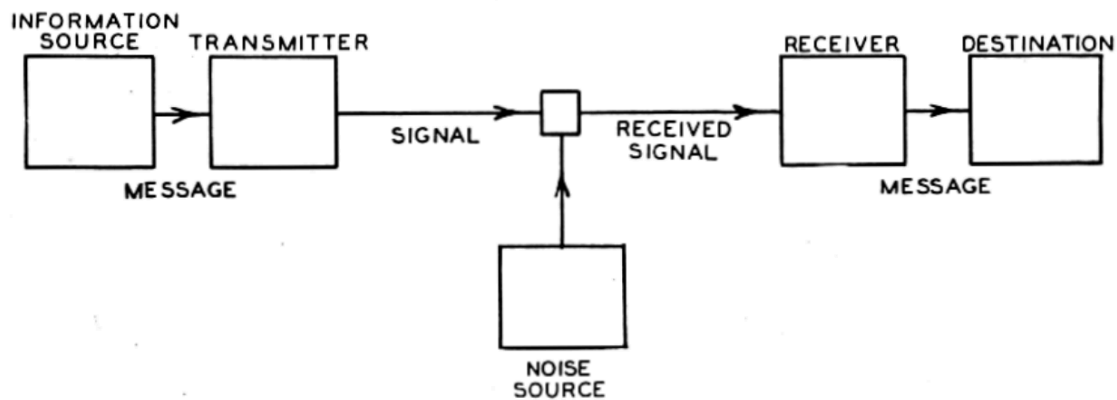 INFORMATION
SOURCE
TRANSMITTER
RECEIVER
DESTINATION
SIGNAL
RECEIVED
SIGNAL
MESSAGE
MESSAGE
NOISE
SOURCE